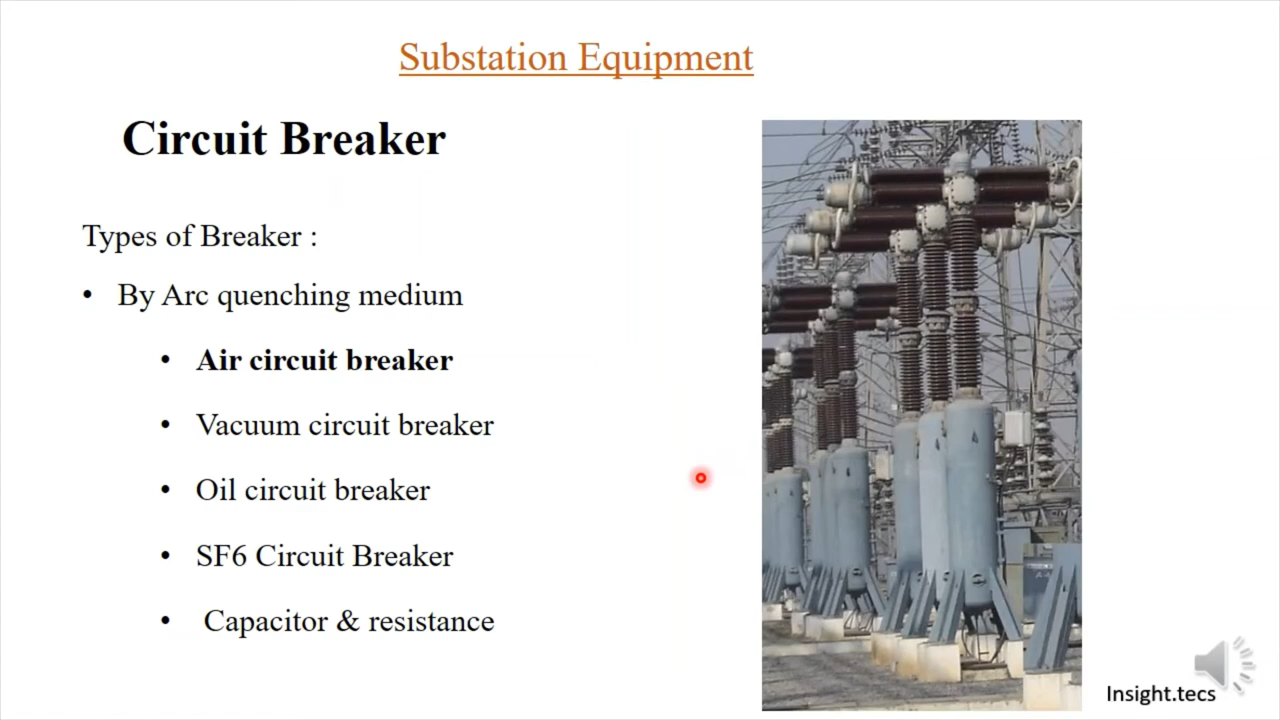 Substation Equipment
Circuit Breaker
Types of Breaker :
• By Arc quenching medium
• Air circuit breaker
• Vacuum circuit breaker
• Oil circuit breaker
• SF6 Circuit Breaker
• Capacitor & resistance
Insight.tecs